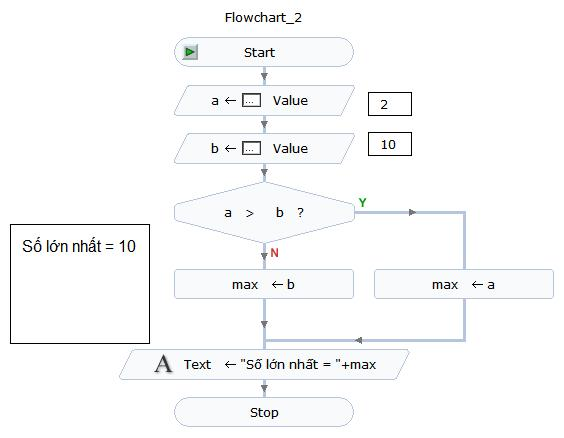 Flowchart_2
Start
a ← ... Value
2
b ← ... Value
10
a > b ?
Y
N
Số lớn nhất = 10
max ← b
max ← a
A Text ← "Số lớn nhất = "+max
Stop